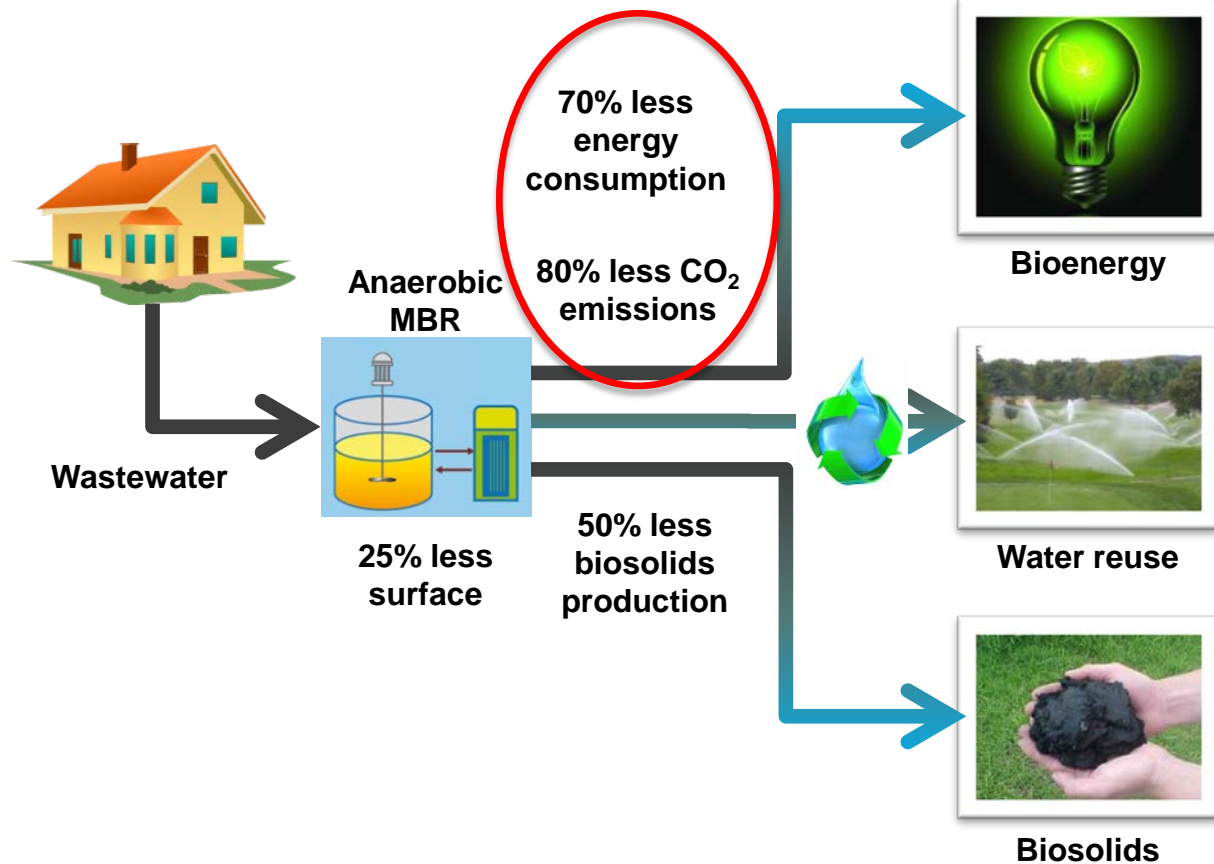 70% less
energy
consumption
80% less CO₂
emissions
Bioenergy
Anaerobic
MBR
Wastewater
25% less
surface
50% less
biosolids
production
Water reuse
Biosolids